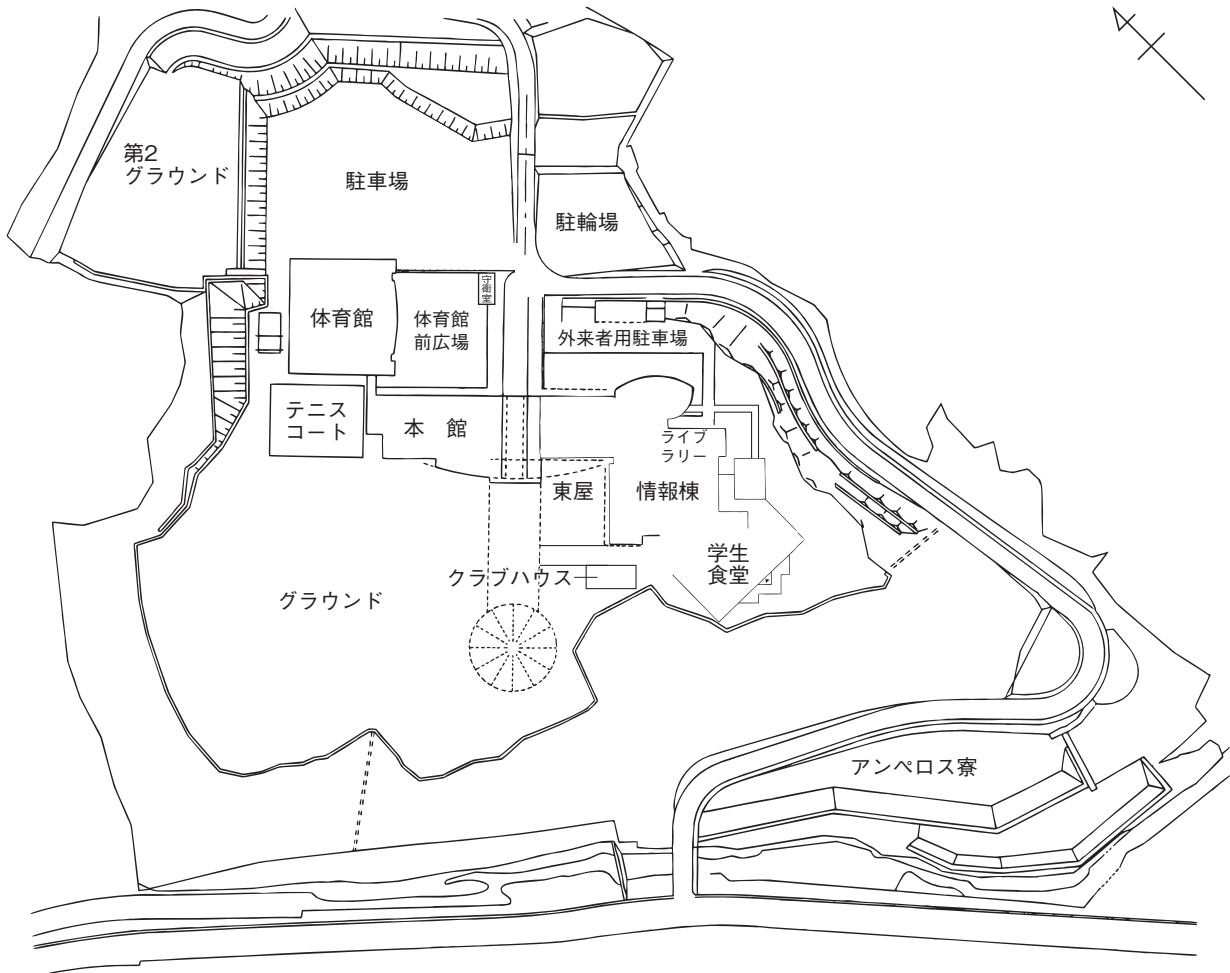 第2
グラウンド
駐車場
駐輪場
守衛室
体育館
体育館
前広場
外来者用駐車場
テニス
コート
本 館
ライブ
ラリー
東屋
情報棟
学生
食堂
クラブハウス
グラウンド
アンペロス寮